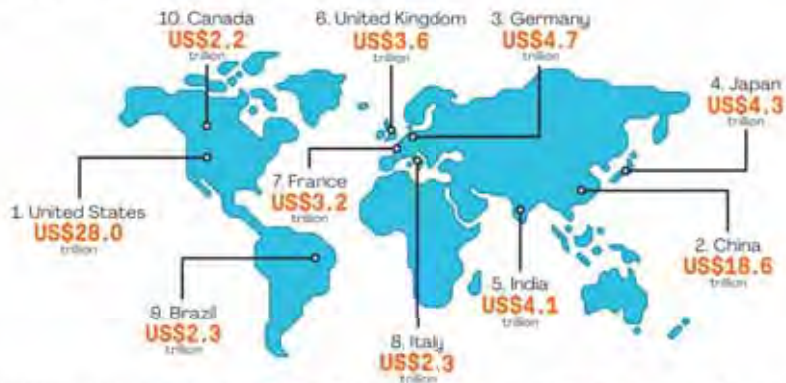 10. Canada
US$2.2
trillion
6. United Kingdom
US$3.6
trillion
3. Germany
US$4.7
trillion
4. Japan
US$4.3
trillion
7. France
US$3.2
trillion
1. United States
US$28.0
trillion
2. China
US$18.6
trillion
5. India
US$4.1
trillion
9. Brazil
US$2.3
trillion
8. Italy
US$2.3
trillion